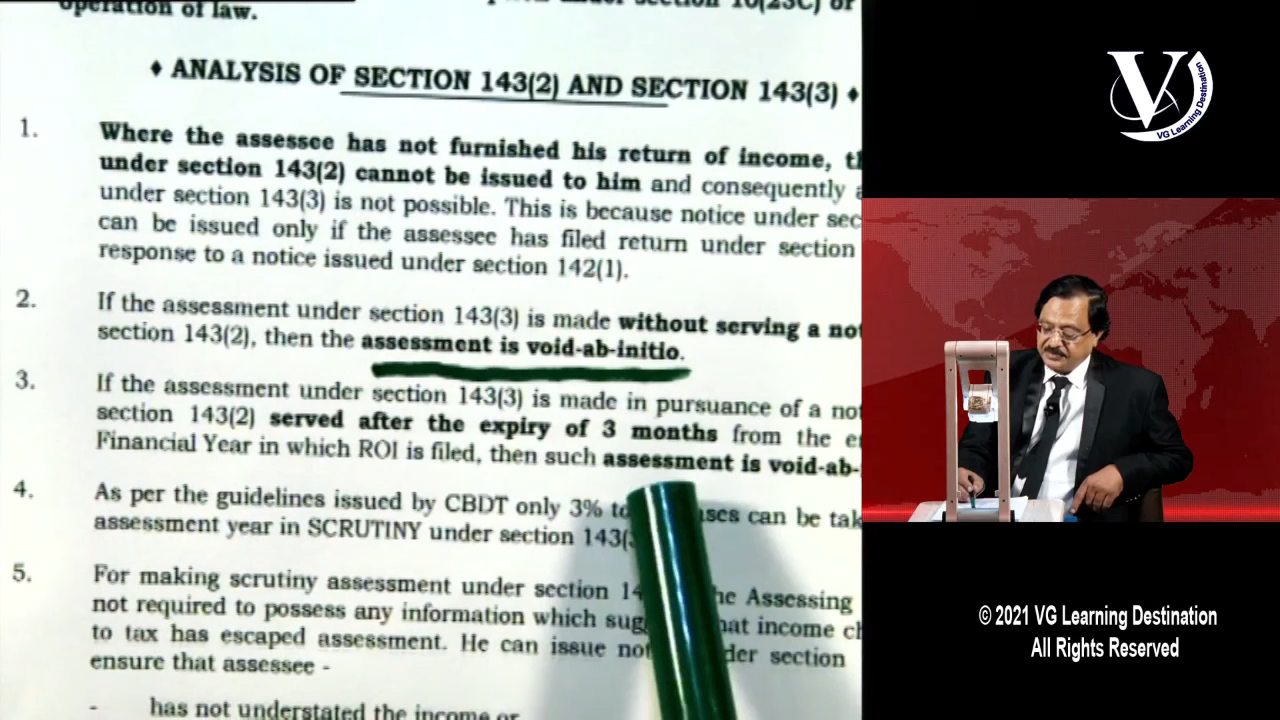 operation of law.
section 10(23C) or
♦ ANALYSIS OF SECTION 143(2) AND SECTION 143(3) ♦
1. Where the assessee has not furnished his return of income,
under section 143(2) cannot be issued to him and consequently
under section 143(3) is not possible. This is because notice under
can be issued only if the assessee has filed return under section
response to a notice issued under section 142(1).
2. If the assessment under section 143(3) is made without serving a
section 143(2), then the assessment is void-ab-initio.
3. If the assessment under section 143(3) is made in pursuance of a
section 143(2) served after the expiry of 3 months from the
Financial Year in which ROI is filed, then such assessment is void-ab-
4. As per the guidelines issued by CBDT only 3% can be
assessment year in SCRUTINY under section
5. For making scrutiny assessment under section Assessing
not required to possess any information which income
to tax has escaped assessment. He can issue section
ensure that assessee -
- has not understated the income or
V
VG Learning Destination
© 2021 VG Learning Destination
All Rights Reserved